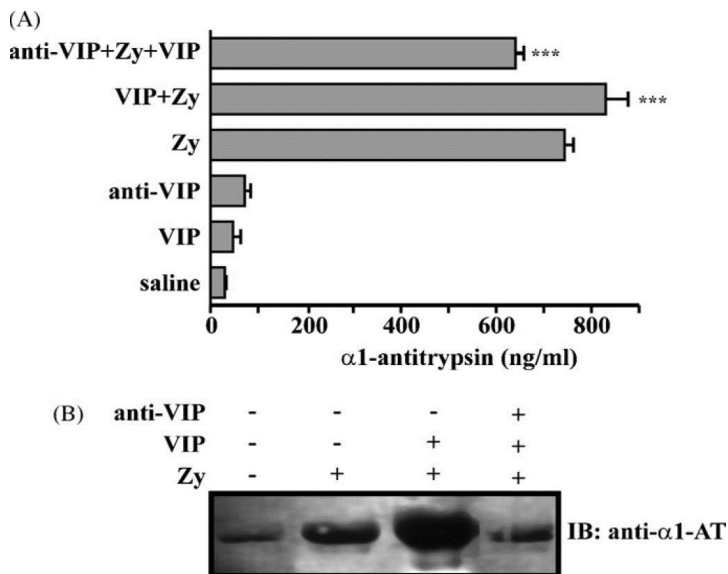 (A)
anti-VIP+Zy+VIP ***
VIP+Zy ***
Zy
anti-VIP
VIP
saline
0 200 400 600 800
α1-antitrypsin (ng/ml)
(B) anti-VIP - - - +
VIP - - + +
Zy - + + +
IB: anti-α1-AT